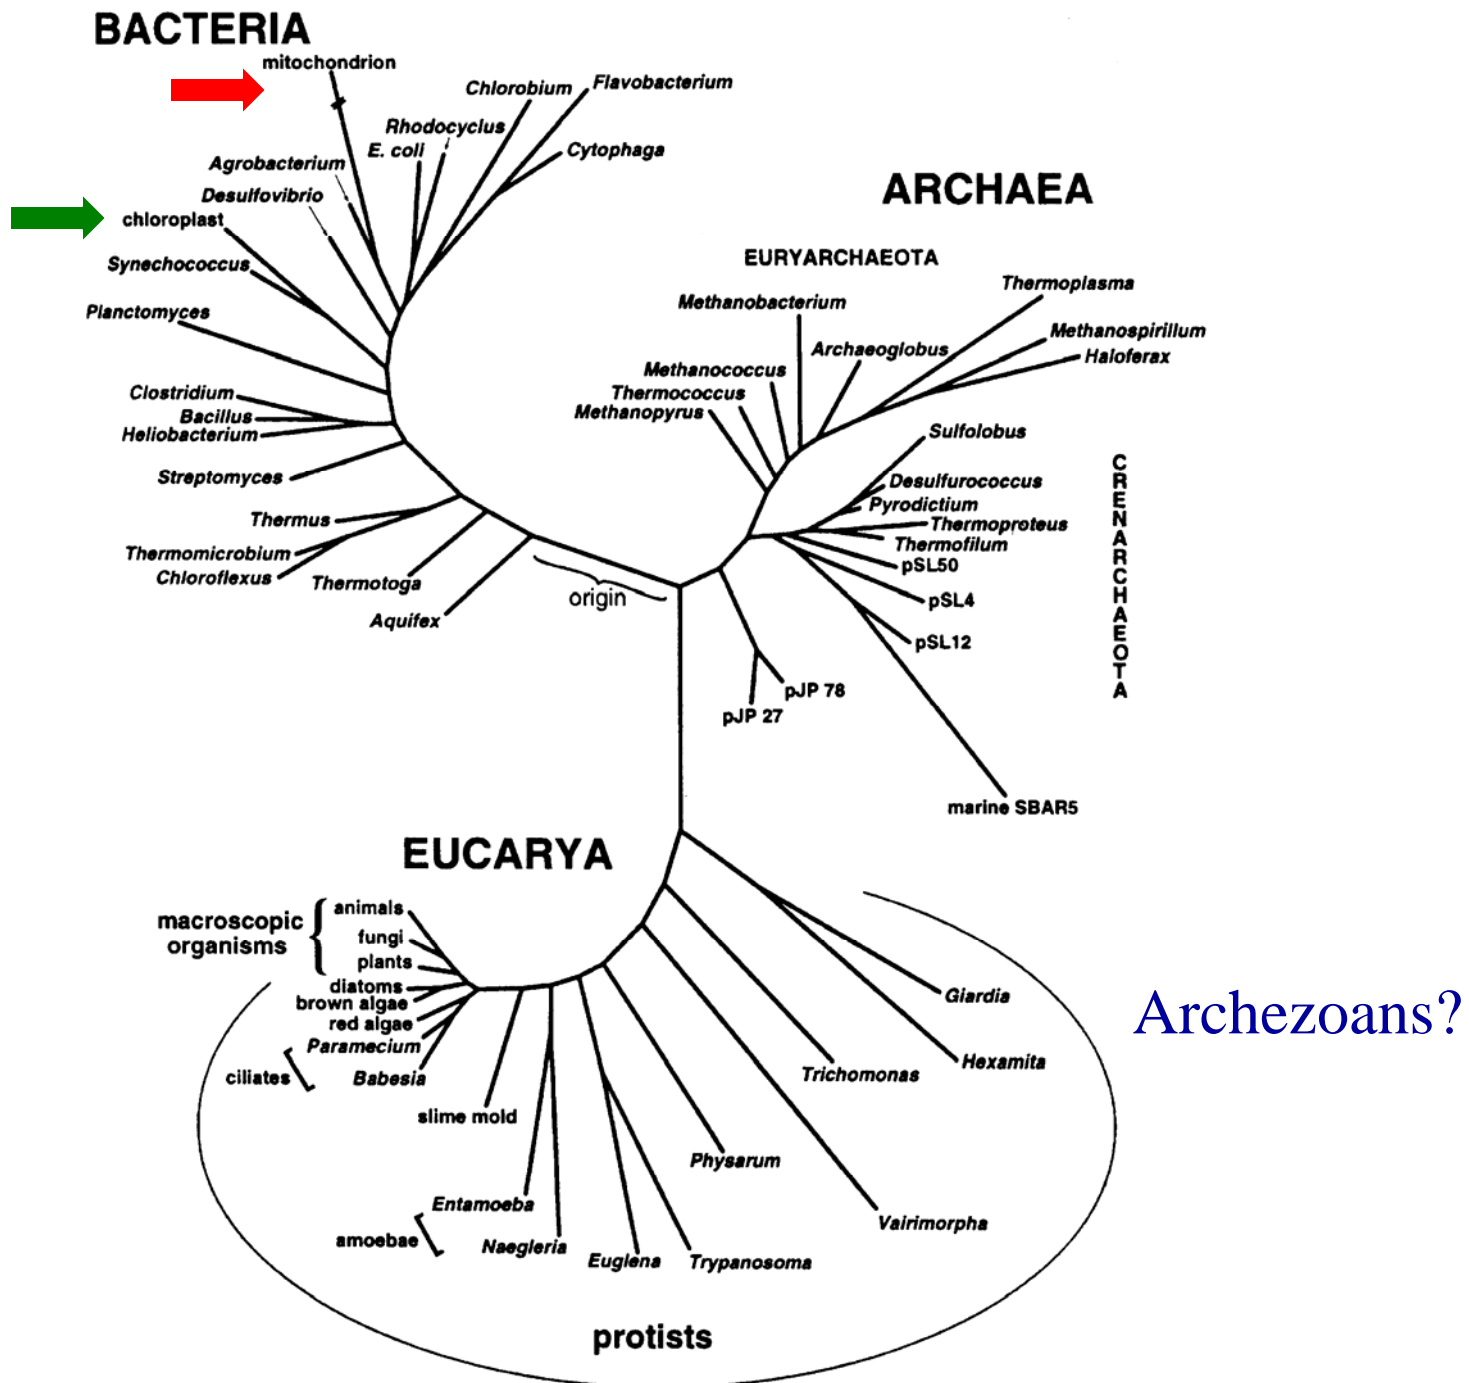 BACTERIA
mitochondrion
Chlorobium
Flavobacterium
Rhodocyclus
E. coli
Cytophaga
Agrobacterium
Desulfovibrio
chloroplast
Synechococcus
Planctomyces
Clostridium
Bacillus
Heliobacterium
Streptomyces
Thermus
Thermomicrobium
Chloroflexus
Thermotoga
Aquifex
origin
ARCHAEA
EURYARCHAEOTA
Methanobacterium
Thermoplasma
Archaeoglobus
Methanospirillum
Haloferax
Methanococcus
Thermococcus
Methanopyrus
Sulfolobus
Desulfurococcus
Pyrodictium
Thermoproteus
Thermofilum
pSL50
pSL4
pSL12
CRENARCHAEOTA
pJP 78
pJP 27
marine SBAR5
EUCARYA
macroscopic
organisms
animals
fungi
plants
diatoms
brown algae
red algae
Paramecium
ciliates
Babesia
slime mold
Entamoeba
amoebae
Naegleria
Euglena
Trypanosoma
Physarum
Vairimorpha
Trichomonas
Hexamita
Giardia
Archezoans?
protists